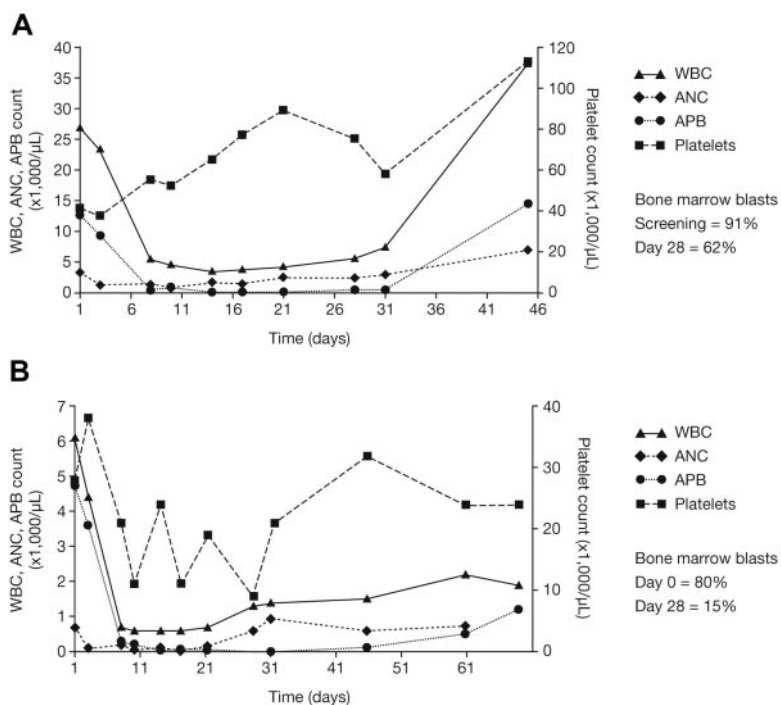 A
WBC, ANC, APB count
(x1,000/µL)
40
35
30
25
20
15
10
5
0
1 6 11 16 21 26 31 36 41 46
Time (days)
120
100
80
60
40
20
0
Platelet count (x1,000/µL)
WBC
ANC
APB
Platelets
Bone marrow blasts
Screening = 91%
Day 28 = 62%
B
WBC, ANC, APB count
(x1,000/µL)
7
6
5
4
3
2
1
0
1 11 21 31 41 51 61
Time (days)
40
30
20
10
0
Platelet count (x1,000/µL)
WBC
ANC
APB
Platelets
Bone marrow blasts
Day 0 = 80%
Day 28 = 15%